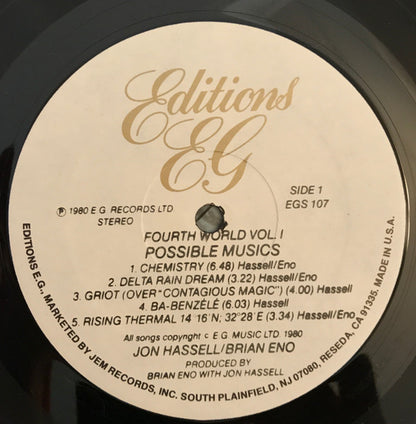 Editions
EG
℗ 1980 E.G. RECORDS LTD.
STEREO
SIDE 1
EGS 107
FOURTH WORLD VOL. I
POSSIBLE MUSICS
1. CHEMISTRY (6.48) Hassell/Eno
2. DELTA RAIN DREAM (3.22) Hassell/Eno
3. GRIOT (OVER "CONTAGIOUS MAGIC") (4.00) Hassell
4. BA-BENZÉLÉ (6.03) Hassell
5. RISING THERMAL 14°16'N; 32°28'E (3.34) Hassell/Eno
All songs copyright c E G MUSIC LTD 1980
JON HASSELL/BRIAN ENO
PRODUCED BY
BRIAN ENO WITH JON HASSELL
EDITIONS E.G., MARKETED BY JEM RECORDS, INC. SOUTH PLAINFIELD, NJ 07080, RESEDA, CA 91335, MADE IN U.S.A.